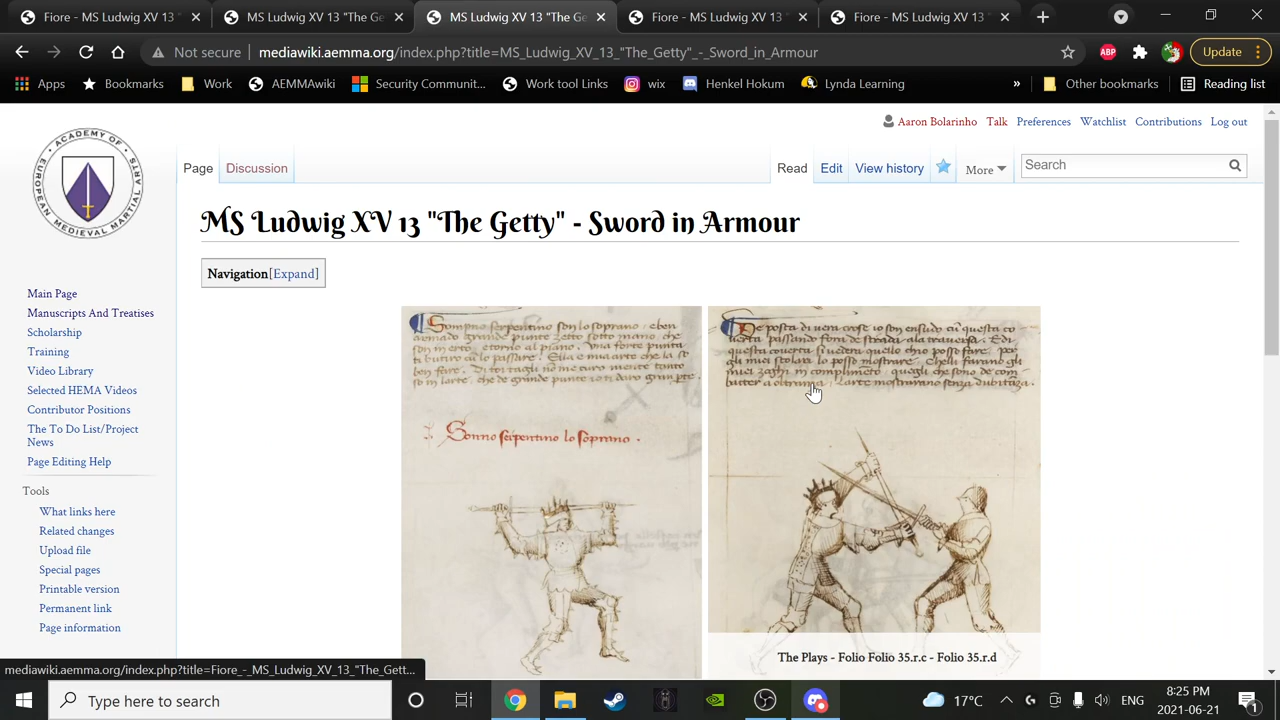 Fiore - MS Ludwig XV 13 "
MS Ludwig XV 13 "The Ge
MS Ludwig XV 13 "The Ge
Fiore - MS Ludwig XV 13 "
Fiore - MS Ludwig XV 13 "
Not secure
mediawiki.aemma.org/index.php?title=MS_Ludwig_XV_13_"The_Getty"_-_Sword_in_Armour
ABP
Update
Apps
Bookmarks
Work
AEMMAwiki
Security Communit...
Work tool Links
wix
Henkel Hokum
Lynda Learning
»
Other bookmarks
Reading list
ACADEMY OF EUROPEAN MEDIEVAL MARTIAL ARTS
Aaron Bolarinho
Talk
Preferences
Watchlist
Contributions
Log out
Page
Discussion
Read
Edit
View history
More
Search
MS Ludwig XV 13 "The Getty" - Sword in Armour
Navigation[Expand]
Main Page
Manuscripts And Treatises
Scholarship
Training
Video Library
Selected HEMA Videos
Contributor Positions
The To Do List/Project
News
Page Editing Help
Tools
What links here
Related changes
Upload file
Special pages
Printable version
Permanent link
Page information
Sonno serpentino lo soprano.
The Plays - Folio Folio 35.r.c - Folio 35.r.d
mediawiki.aemma.org/index.php?title=Fiore_-_MS_Ludwig_XV_13_"The_Gett...
Type here to search
17°C
ENG
8:25 PM
2021-06-21
1